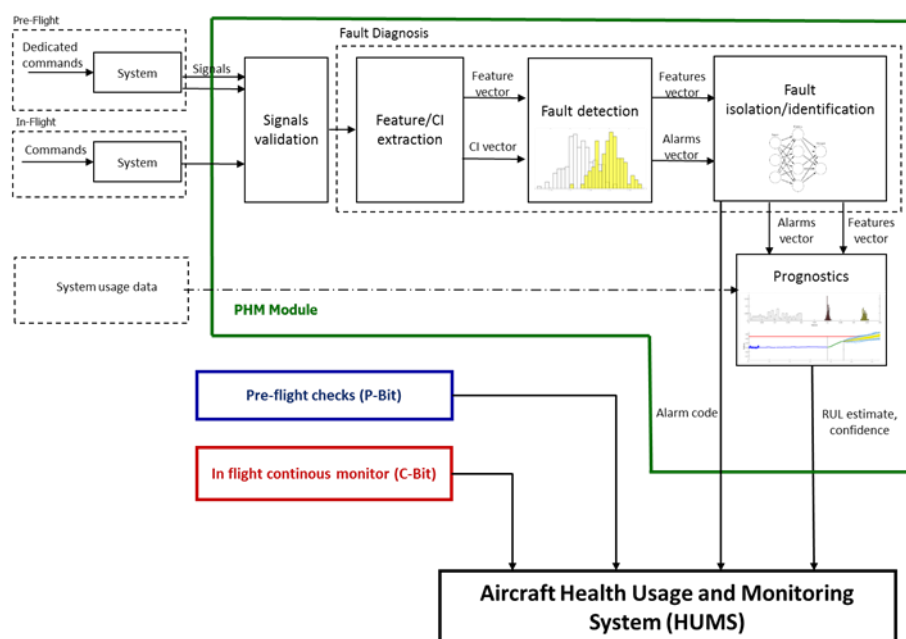 Pre-Flight
Dedicated
commands
System
Signals
In-Flight
Commands
System
Signals
validation
Fault Diagnosis
Feature/CI
extraction
Feature
vector
CI vector
Fault detection
Features
vector
Alarms
vector
Fault
isolation/identification
Alarms
vector
Features
vector
System usage data
PHM Module
Prognostics
Pre-flight checks (P-Bit)
In flight continous monitor (C-Bit)
Alarm code
RUL estimate,
confidence
Aircraft Health Usage and Monitoring
System (HUMS)